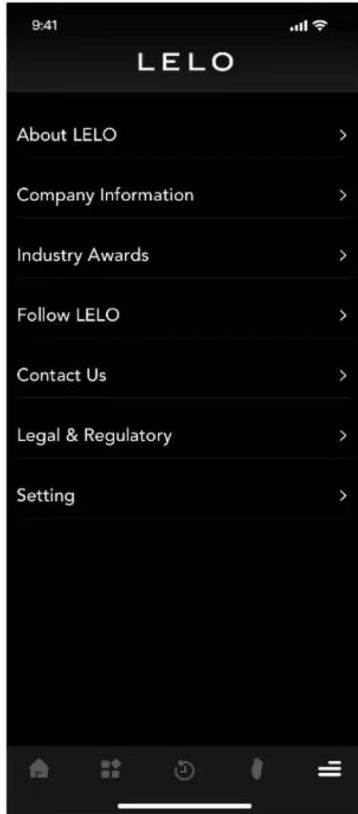 9:41
LELO
About LELO
Company Information
Industry Awards
Follow LELO
Contact Us
Legal & Regulatory
Setting